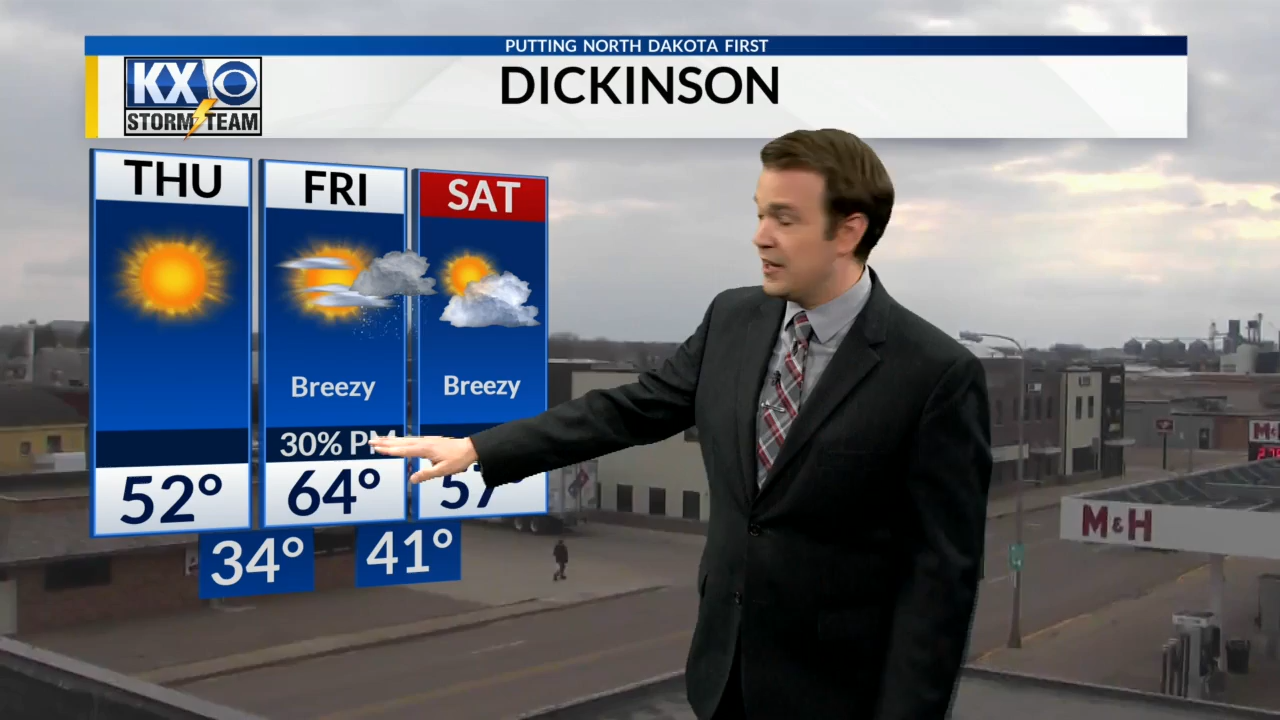 PUTTING NORTH DAKOTA FIRST
DICKINSON
KX
STORM TEAM
THU
FRI
SAT
Breezy
Breezy
30% PM
52°
64°
57
34°
41°
M&H
M&H